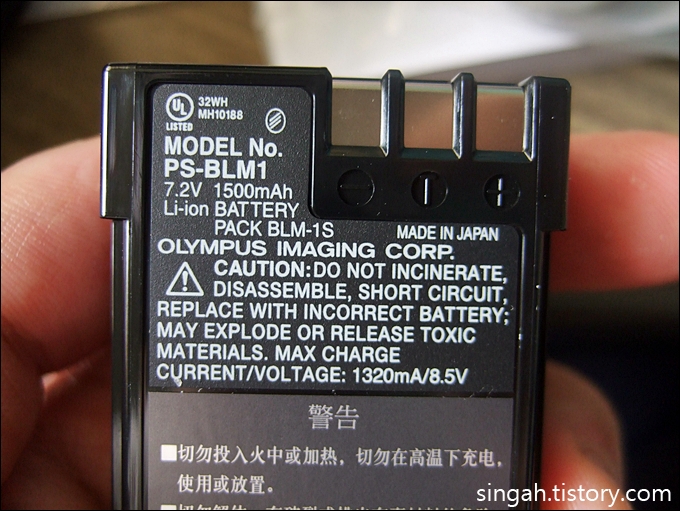 UL
LISTED
32WH
MH10188
MODEL No.
PS-BLM1
7.2V 1500mAh
Li-ion BATTERY
PACK BLM-1S
MADE IN JAPAN
OLYMPUS IMAGING CORP.
CAUTION: DO NOT INCINERATE,
DISASSEMBLE, SHORT CIRCUIT,
REPLACE WITH INCORRECT BATTERY;
MAY EXPLODE OR RELEASE TOXIC
MATERIALS. MAX CHARGE
CURRENT/VOLTAGE: 1320mA/8.5V
警告
■切勿投入火中或加热，切勿在高温下充电，
使用或放置。
singah.tistory.com